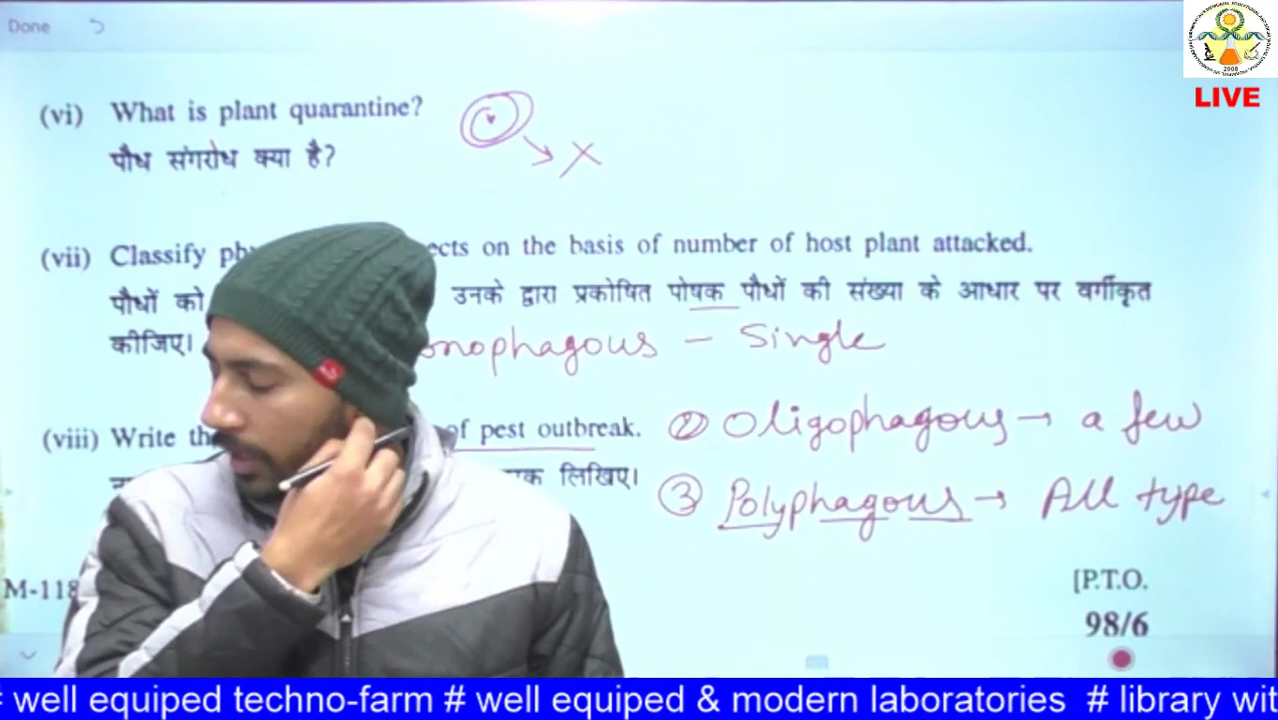 Done
LIVE
(vi) What is plant quarantine?
पौध संगरोध क्या है?
(vii) Classify ects on the basis of number of host plant attacked.
पौधों को उनके द्वारा प्रकोषित पोषक पौधों की संख्या के आधार पर वर्गीकृत
कीजिए।
onophagous - Single
(viii) Write of pest outbreak.
② Oligophagous → a few
लिखिए।
③ Polyphagous → All type
M-118
[P.T.O.
98/6
2008
# well equiped techno-farm # well equiped & modern laboratories # library wit